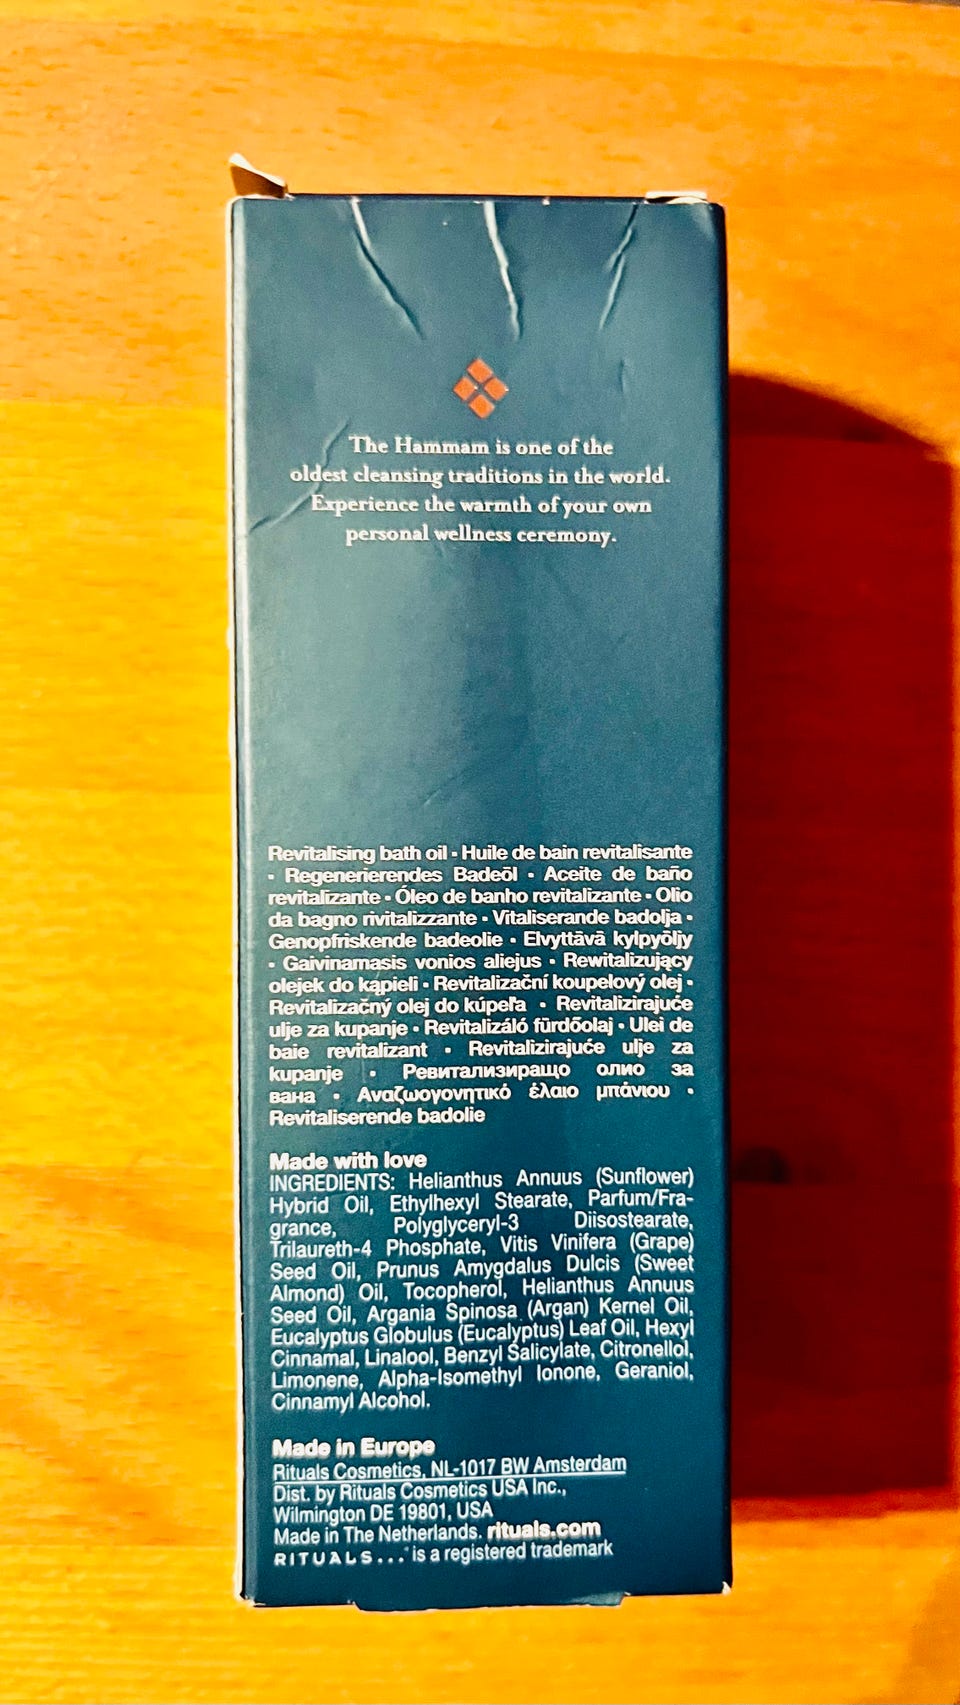 The Hammam is one of the
oldest cleansing traditions in the world.
Experience the warmth of your own
personal wellness ceremony.
Revitalising bath oil • Huile de bain revitalisante
• Regenerierendes Badeöl • Aceite de baño
revitalizante • Óleo de banho revitalizante • Olio
da bagno rivitalizzante • Vitaliserande badolja •
Genopfriskende badeolie • Elvyttävä kylpyöljy
• Gaivinamasis vonios aliejus • Rewitalizujący
olejek do kąpieli • Revitalizační koupelový olej •
Revitalizačný olej do kúpeľa • Revitalizirajuće
ulje za kupanje • Revitalizáló fürdőolaj • Ulei de
baie revitalizant • Revitalizirajuće ulje za
kupanje • Ревитализиращо олио за
вана • Αναζωογονητικό έλαιο μπάνιου •
Revitaliserende badolie
Made with love
INGREDIENTS: Helianthus Annuus (Sunflower)
Hybrid Oil, Ethylhexyl Stearate, Parfum/Fra-
grance, Polyglyceryl-3 Diisostearate,
Trilaureth-4 Phosphate, Vitis Vinifera (Grape)
Seed Oil, Prunus Amygdalus Dulcis (Sweet
Almond) Oil, Tocopherol, Helianthus Annuus
Seed Oil, Argania Spinosa (Argan) Kernel Oil,
Eucalyptus Globulus (Eucalyptus) Leaf Oil, Hexyl
Cinnamal, Linalool, Benzyl Salicylate, Citronellol,
Limonene, Alpha-Isomethyl Ionone, Geraniol,
Cinnamyl Alcohol.
Made in Europe
Rituals Cosmetics, NL-1017 BW Amsterdam
Dist. by Rituals Cosmetics USA Inc.,
Wilmington DE 19801, USA
Made in The Netherlands. rituals.com
RITUALS...® is a registered trademark